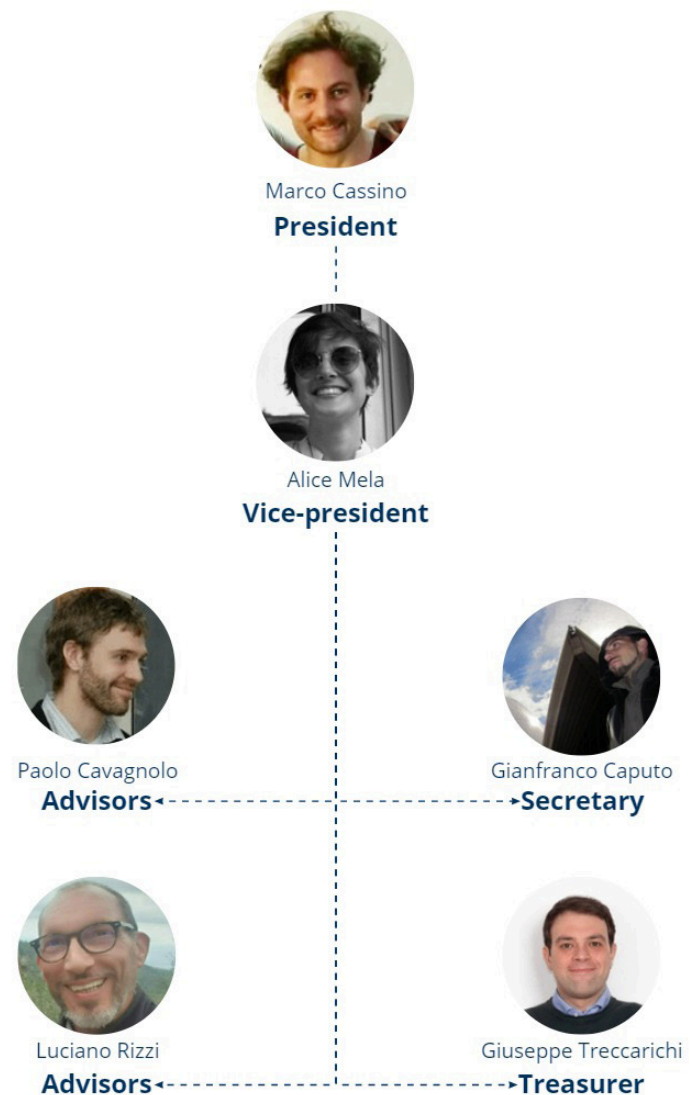 Marco Cassino
President
Alice Mela
Vice-president
Paolo Cavagnolo
Advisors
Gianfranco Caputo
Secretary
Luciano Rizzi
Advisors
Giuseppe Treccarichi
Treasurer